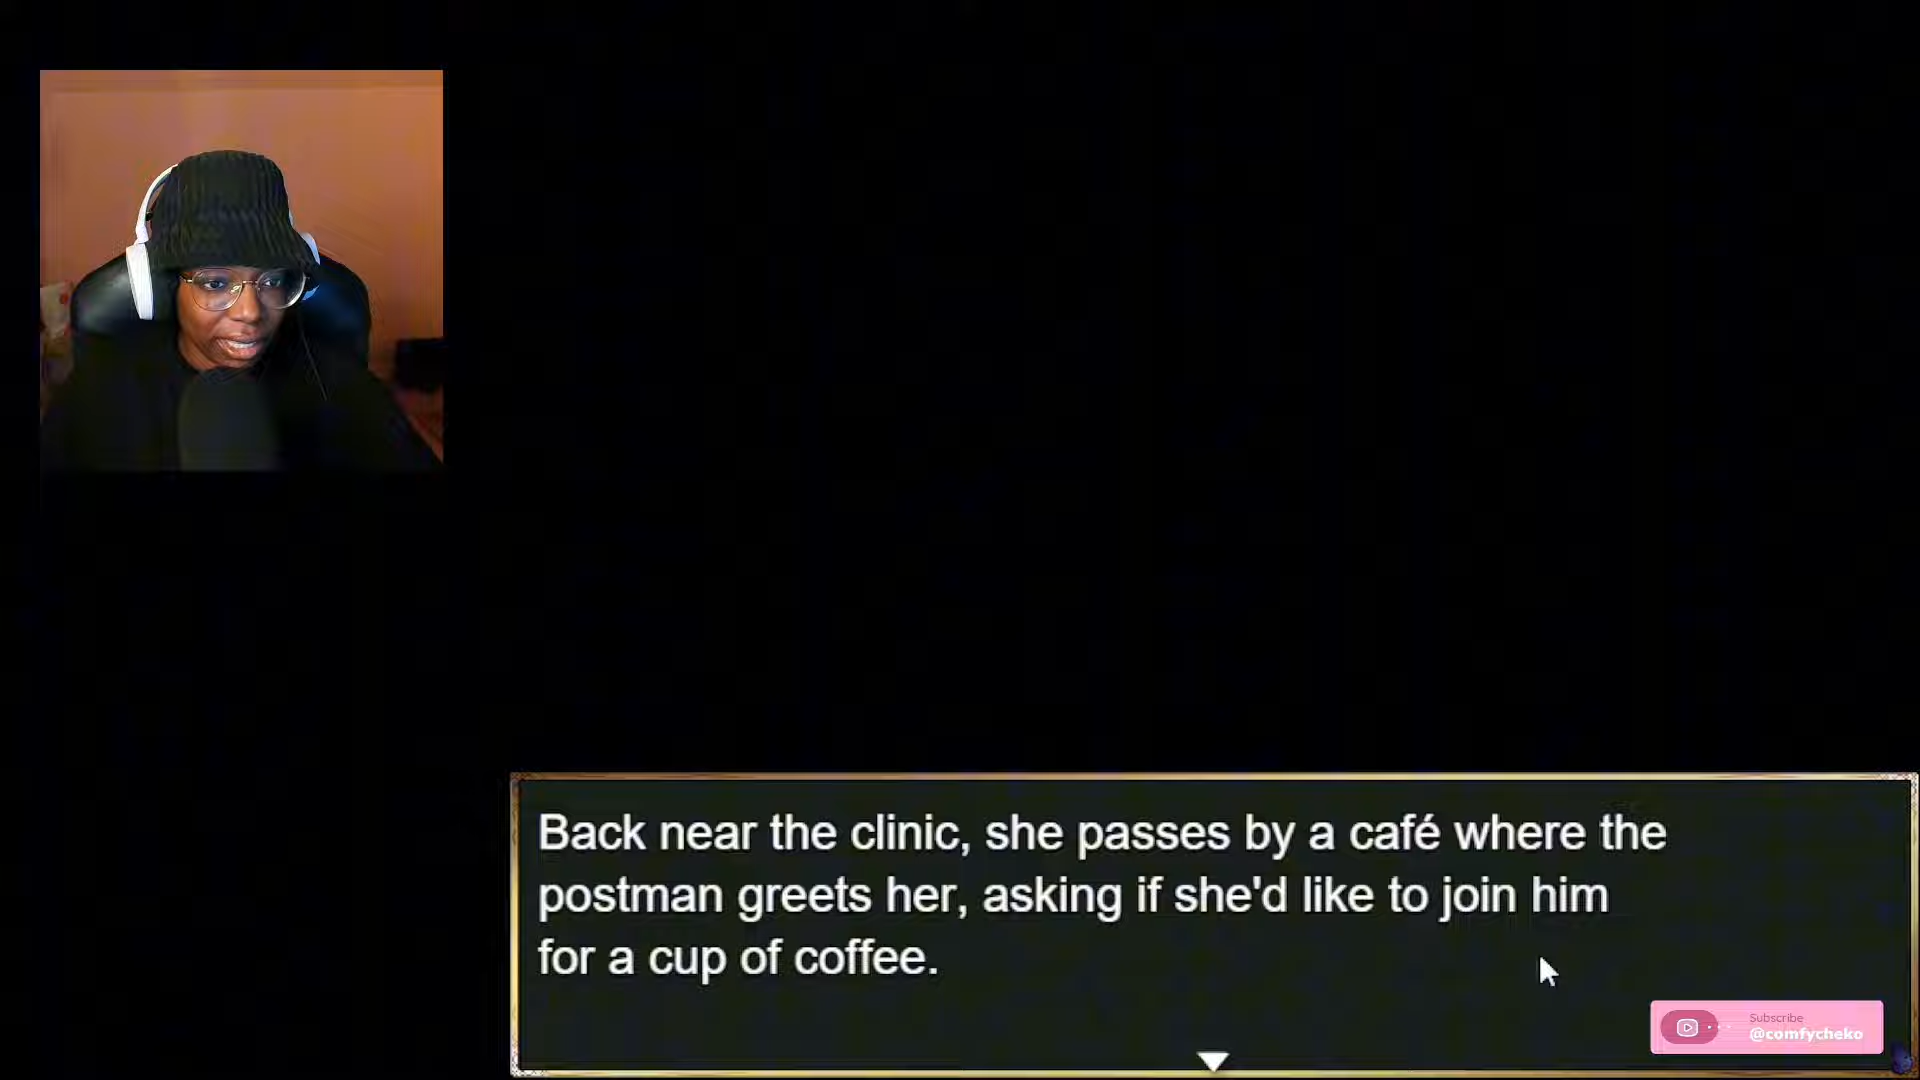 Back near the clinic, she passes by a café where the
postman greets her, asking if she'd like to join him
for a cup of coffee.
Subscribe
@comfycheko